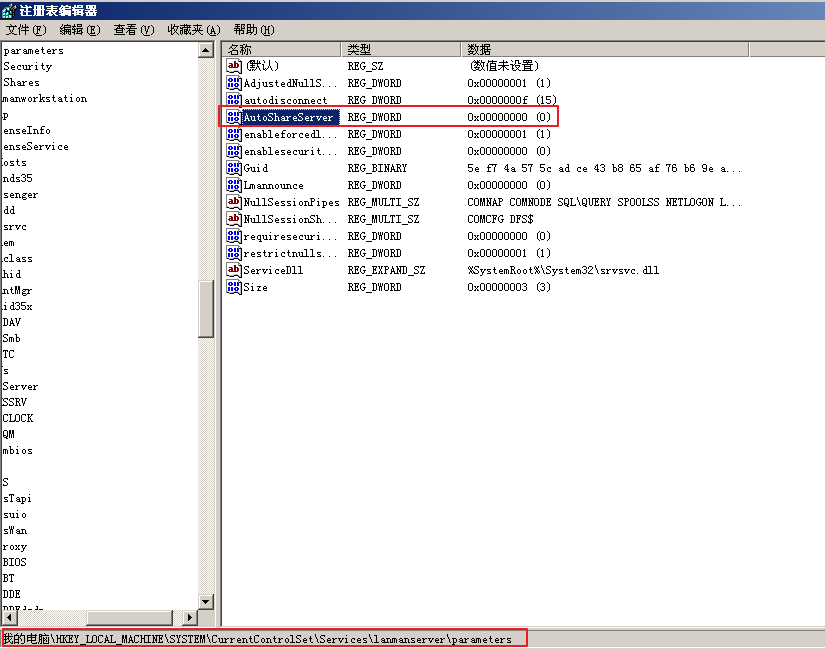 注册表编辑器
文件(F) 编辑(E) 查看(V) 收藏夹(A) 帮助(H)
parameters
Security
Shares
manworkstation
p
enseInfo
enseService
osts
nds35
senger
dd
srvc
em
class
hid
ntMgr
id35x
DAV
Smb
TC
s
Server
SSRV
CLOCK
QM
mbios
S
sTapi
suio
sWan
roxy
BIOS
BT
DDE
名称 类型 数据
(默认) REG_SZ (数值未设置)
AdjustedNullS... REG_DWORD 0x00000001 (1)
autodisconnect REG_DWORD 0x0000000f (15)
AutoShareServer REG_DWORD 0x00000000 (0)
enableforcedl... REG_DWORD 0x00000001 (1)
enablesecurit... REG_DWORD 0x00000000 (0)
Guid REG_BINARY 5e f7 4a 57 5c ad ce 43 b8 65 af 76 b6 9e a...
Lmannounce REG_DWORD 0x00000000 (0)
NullSessionPipes REG_MULTI_SZ COMNAP COMNODE SQL\QUERY SPOOLSS NETLOGON L...
NullSessionSh... REG_MULTI_SZ COMCFG DFS$
requiresecuri... REG_DWORD 0x00000000 (0)
restrictnulls... REG_DWORD 0x00000001 (1)
ServiceDll REG_EXPAND_SZ %SystemRoot%\System32\srvsvc.dll
Size REG_DWORD 0x00000003 (3)
我的电脑\HKEY_LOCAL_MACHINE\SYSTEM\CurrentControlSet\Services\lanmanserver\parameters